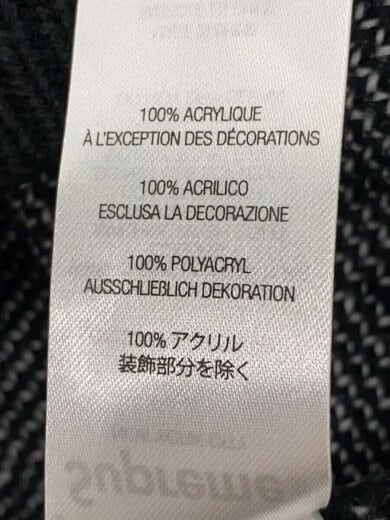 100% ACRYLIQUE
À L'EXCEPTION DES DÉCORATIONS
100% ACRILICO
ESCLUSA LA DECORAZIONE
100% POLYACRYL
AUSSCHLIEßLICH DEKORATION
100% アクリル
装飾部分を除く
Supreme